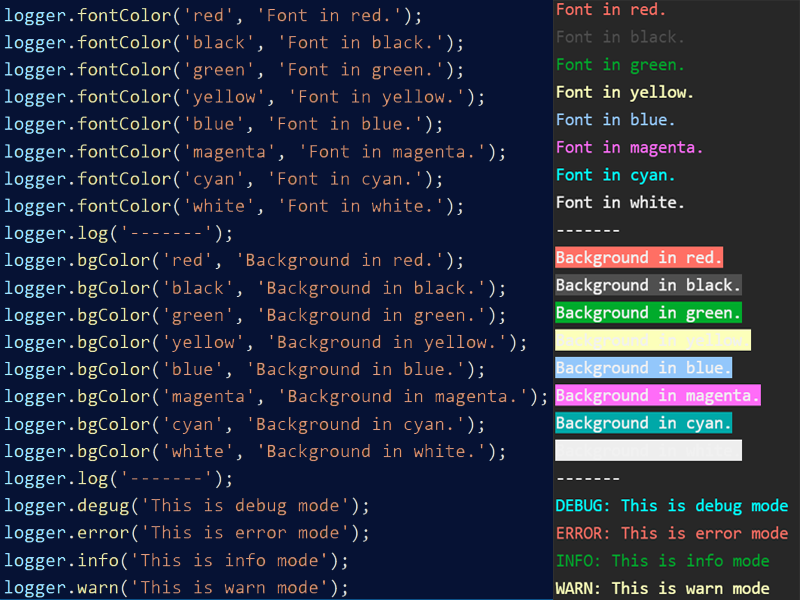 logger.fontColor('red', 'Font in red.');
logger.fontColor('black', 'Font in black.');
logger.fontColor('green', 'Font in green.');
logger.fontColor('yellow', 'Font in yellow.');
logger.fontColor('blue', 'Font in blue.');
logger.fontColor('magenta', 'Font in magenta.');
logger.fontColor('cyan', 'Font in cyan.');
logger.fontColor('white', 'Font in white.');
logger.log('-------');
logger.bgColor('red', 'Background in red.');
logger.bgColor('black', 'Background in black.');
logger.bgColor('green', 'Background in green.');
logger.bgColor('yellow', 'Background in yellow.');
logger.bgColor('blue', 'Background in blue.');
logger.bgColor('magenta', 'Background in magenta.');
logger.bgColor('cyan', 'Background in cyan.');
logger.bgColor('white', 'Background in white.');
logger.log('-------');
logger.degug('This is debug mode');
logger.error('This is error mode');
logger.info('This is info mode');
logger.warn('This is warn mode');
Font in red.
Font in black.
Font in green.
Font in yellow.
Font in blue.
Font in magenta.
Font in cyan.
Font in white.
-------
Background in red.
Background in black.
Background in green.
Background in yellow.
Background in blue.
Background in magenta.
Background in cyan.
-------
DEBUG: This is debug mode
ERROR: This is error mode
INFO: This is info mode
WARN: This is warn mode